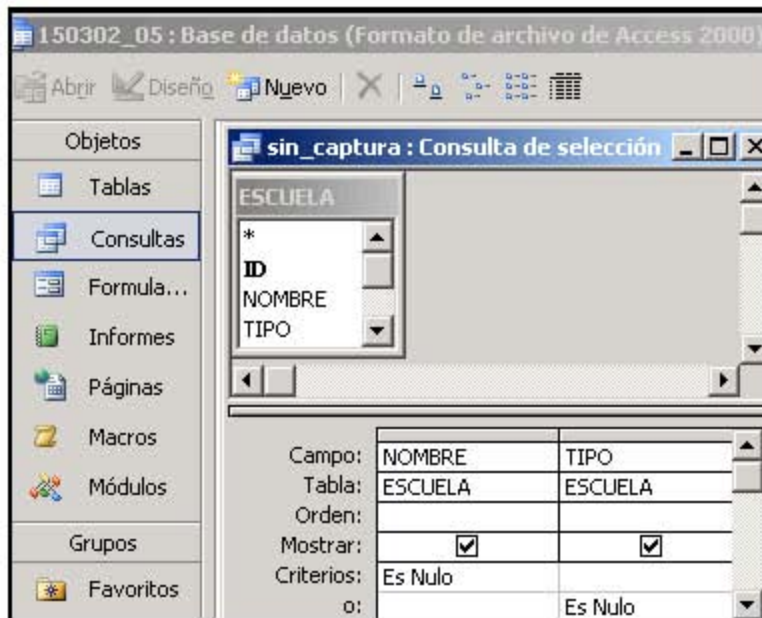 150302_05 : Base de datos (Formato de archivo de Access 2000)
Abrir Diseño Nuevo
Objetos
Tablas
Consultas
Formula...
Informes
Páginas
Macros
Módulos
Grupos
Favoritos
sin_captura : Consulta de selección
ESCUELA
*
ID
NOMBRE
TIPO
Campo: NOMBRE TIPO
Tabla: ESCUELA ESCUELA
Orden:
Mostrar:
Criterios: Es Nulo
o: Es Nulo